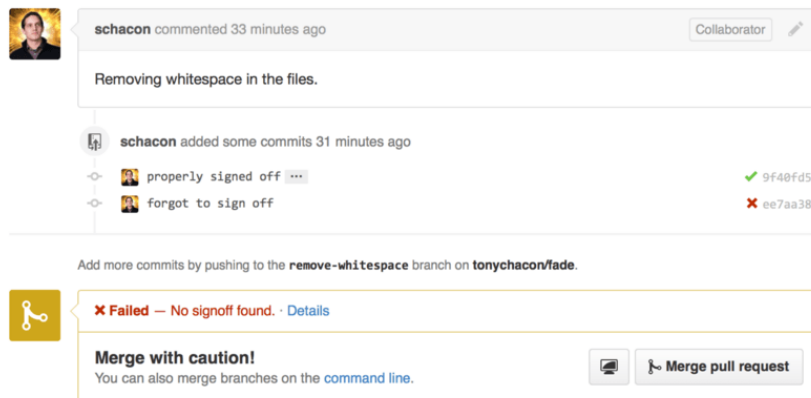 schacon commented 33 minutes ago Collaborator
Removing whitespace in the files.
schacon added some commits 31 minutes ago
properly signed off ... 9f40fd5
forgot to sign off ee7aa38
Add more commits by pushing to the remove-whitespace branch on tonychacon/fade.
Failed — No signoff found. · Details
Merge with caution!
You can also merge branches on the command line.
Merge pull request